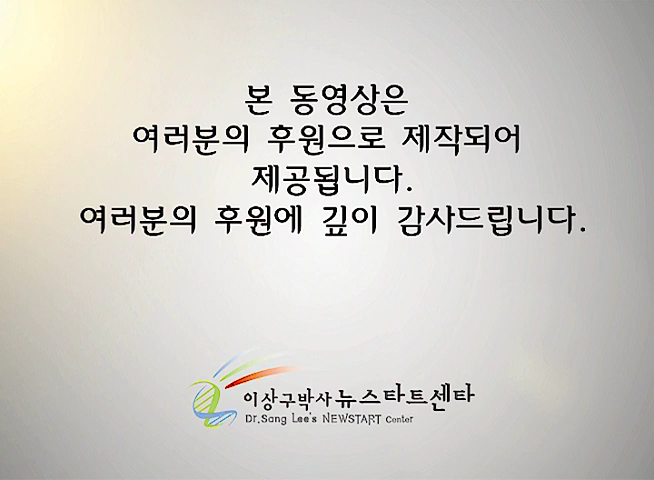 본 동영상은
여러분의 후원으로 제작되어
제공됩니다.
여러분의 후원에 깊이 감사드립니다.
이상구박사 뉴스타트센타
Dr.Sang Lee's NEWSTART Center